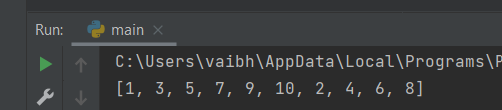 Run: main
C:\Users\vaibh\AppData\Local\Programs\P
[1, 3, 5, 7, 9, 10, 2, 4, 6, 8]